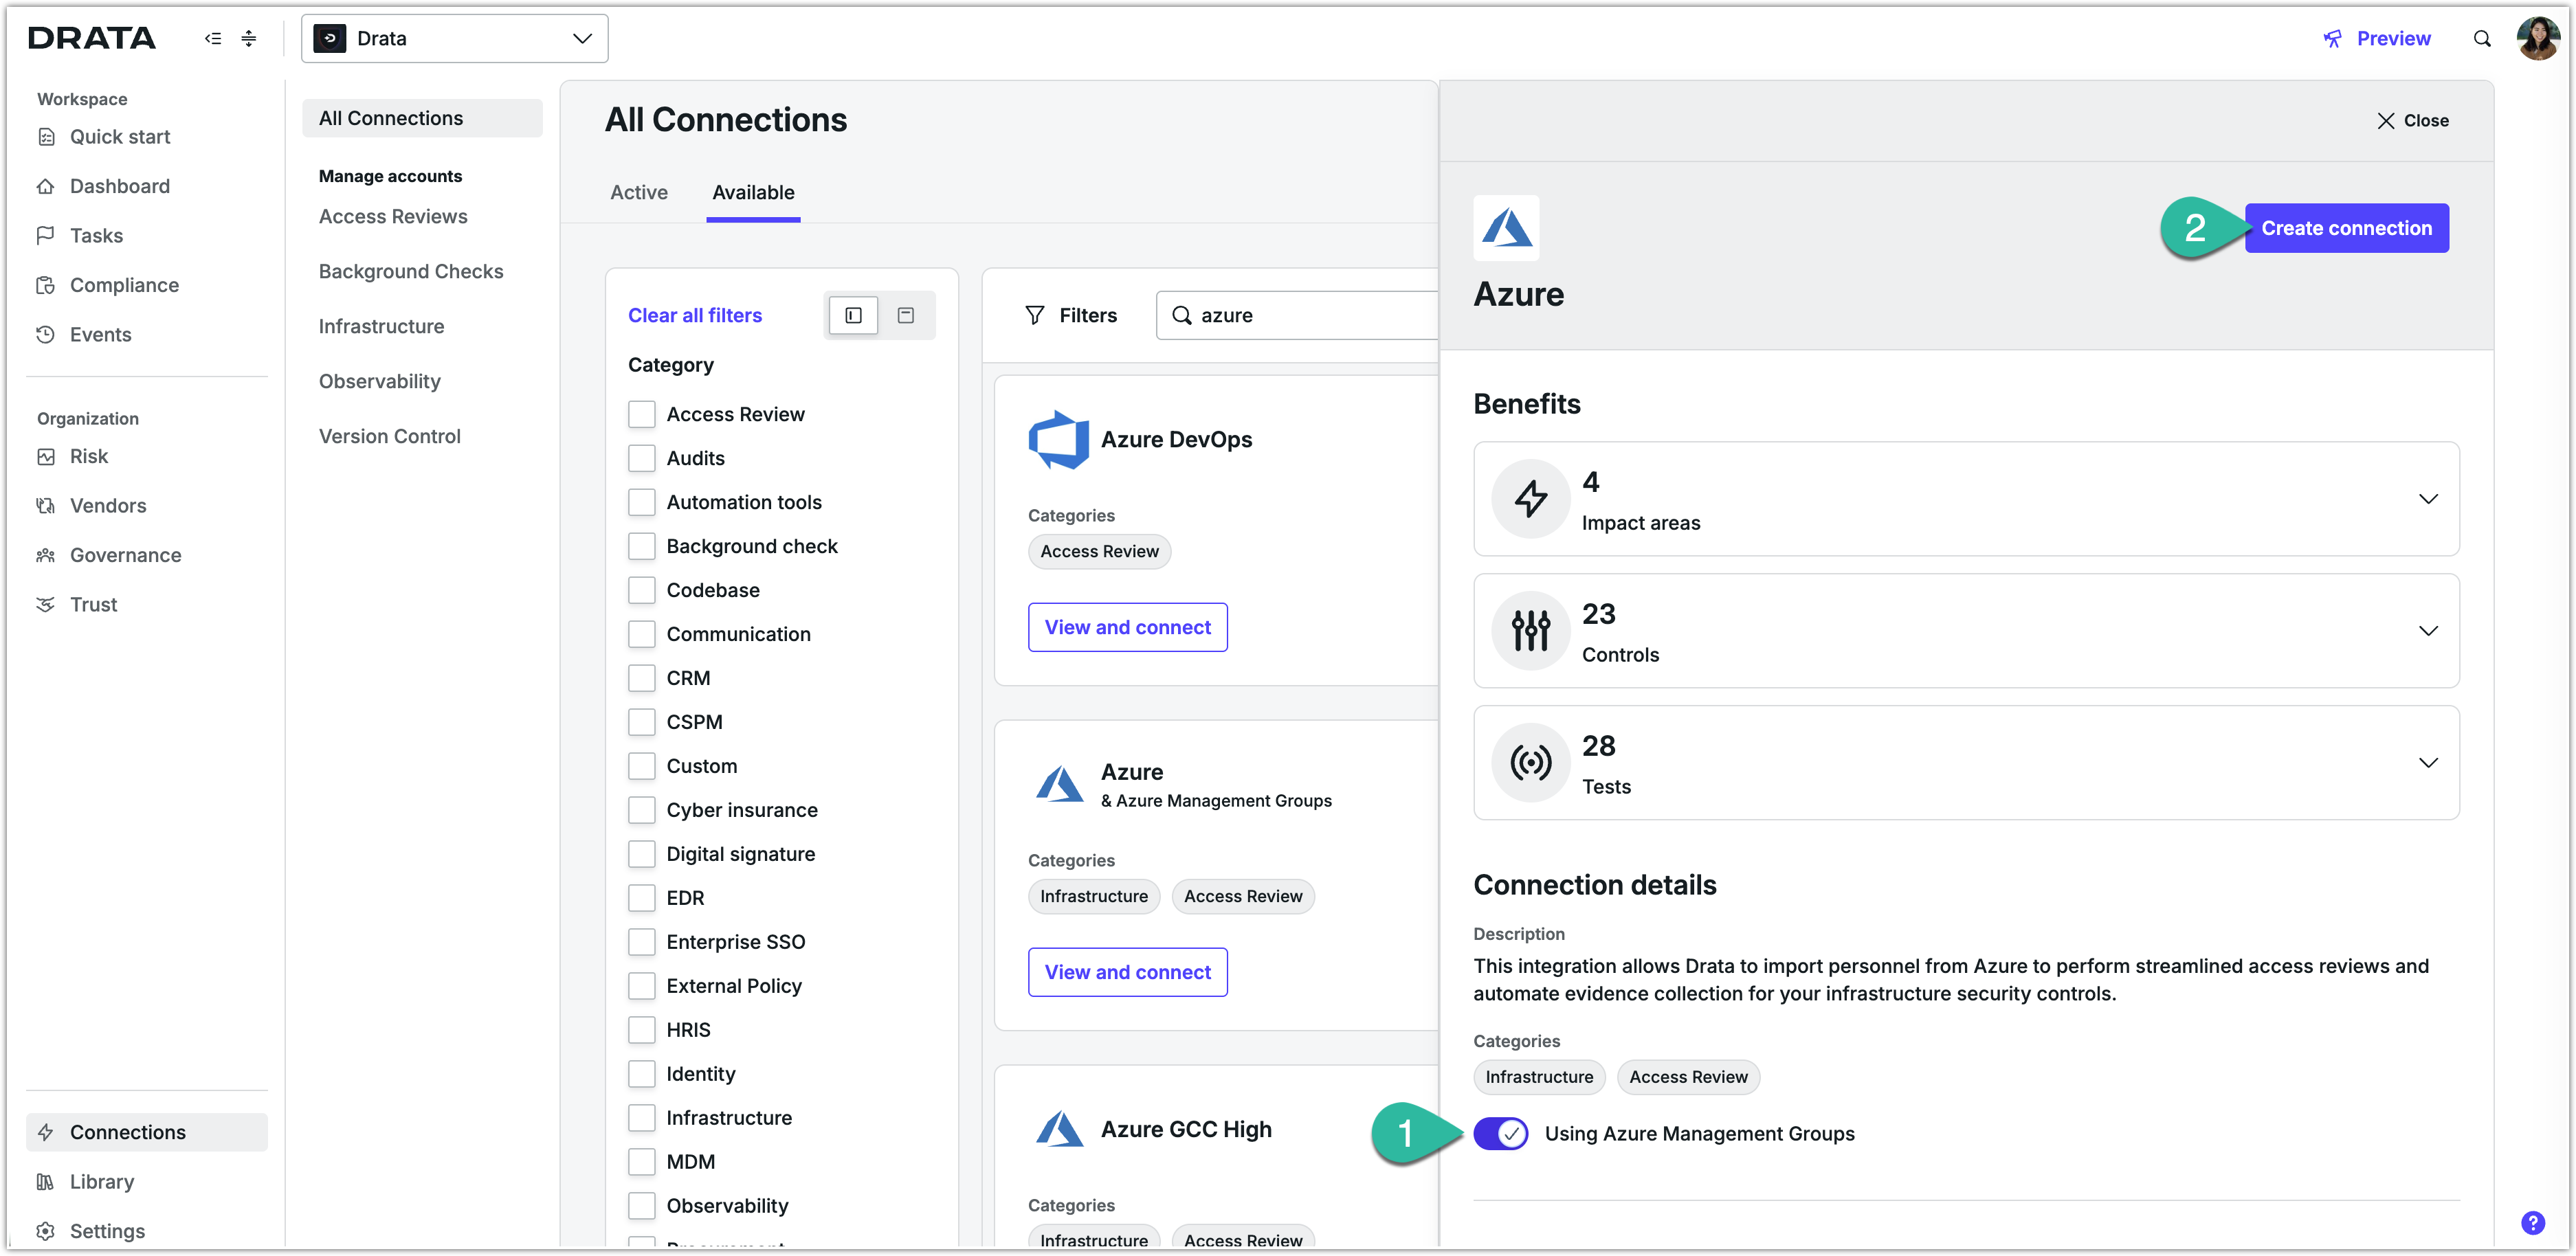 DRATA
Drata
Preview
Workspace
Quick start
Dashboard
Tasks
Compliance
Events
Organization
Risk
Vendors
Governance
Trust
Connections
Library
Settings
All Connections
Manage accounts
Access Reviews
Background Checks
Infrastructure
Observability
Version Control
All Connections
Active
Available
Clear all filters
Category
Access Review
Audits
Automation tools
Background check
Codebase
Communication
CRM
CSPM
Custom
Cyber insurance
Digital signature
EDR
Enterprise SSO
External Policy
HRIS
Identity
Infrastructure
MDM
Observability
Filters
azure
Azure DevOps
Categories
Access Review
View and connect
Azure
& Azure Management Groups
Categories
Infrastructure
Access Review
View and connect
Azure GCC High
Categories
Infrastructure
Access Review
Close
2
Create connection
Azure
Benefits
4
Impact areas
23
Controls
28
Tests
Connection details
Description
This integration allows Drata to import personnel from Azure to perform streamlined access reviews and
automate evidence collection for your infrastructure security controls.
Categories
Infrastructure
Access Review
1
Using Azure Management Groups
?